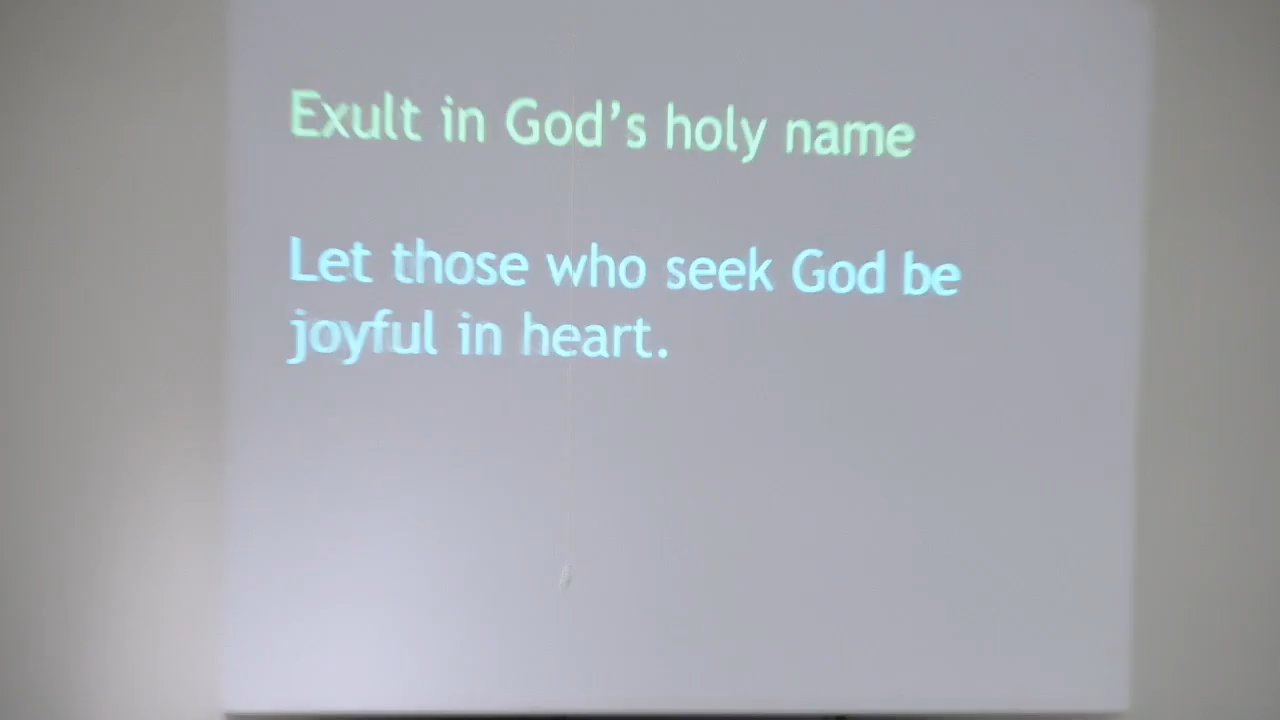 Exult in God’s holy name
Let those who seek God be
joyful in heart.